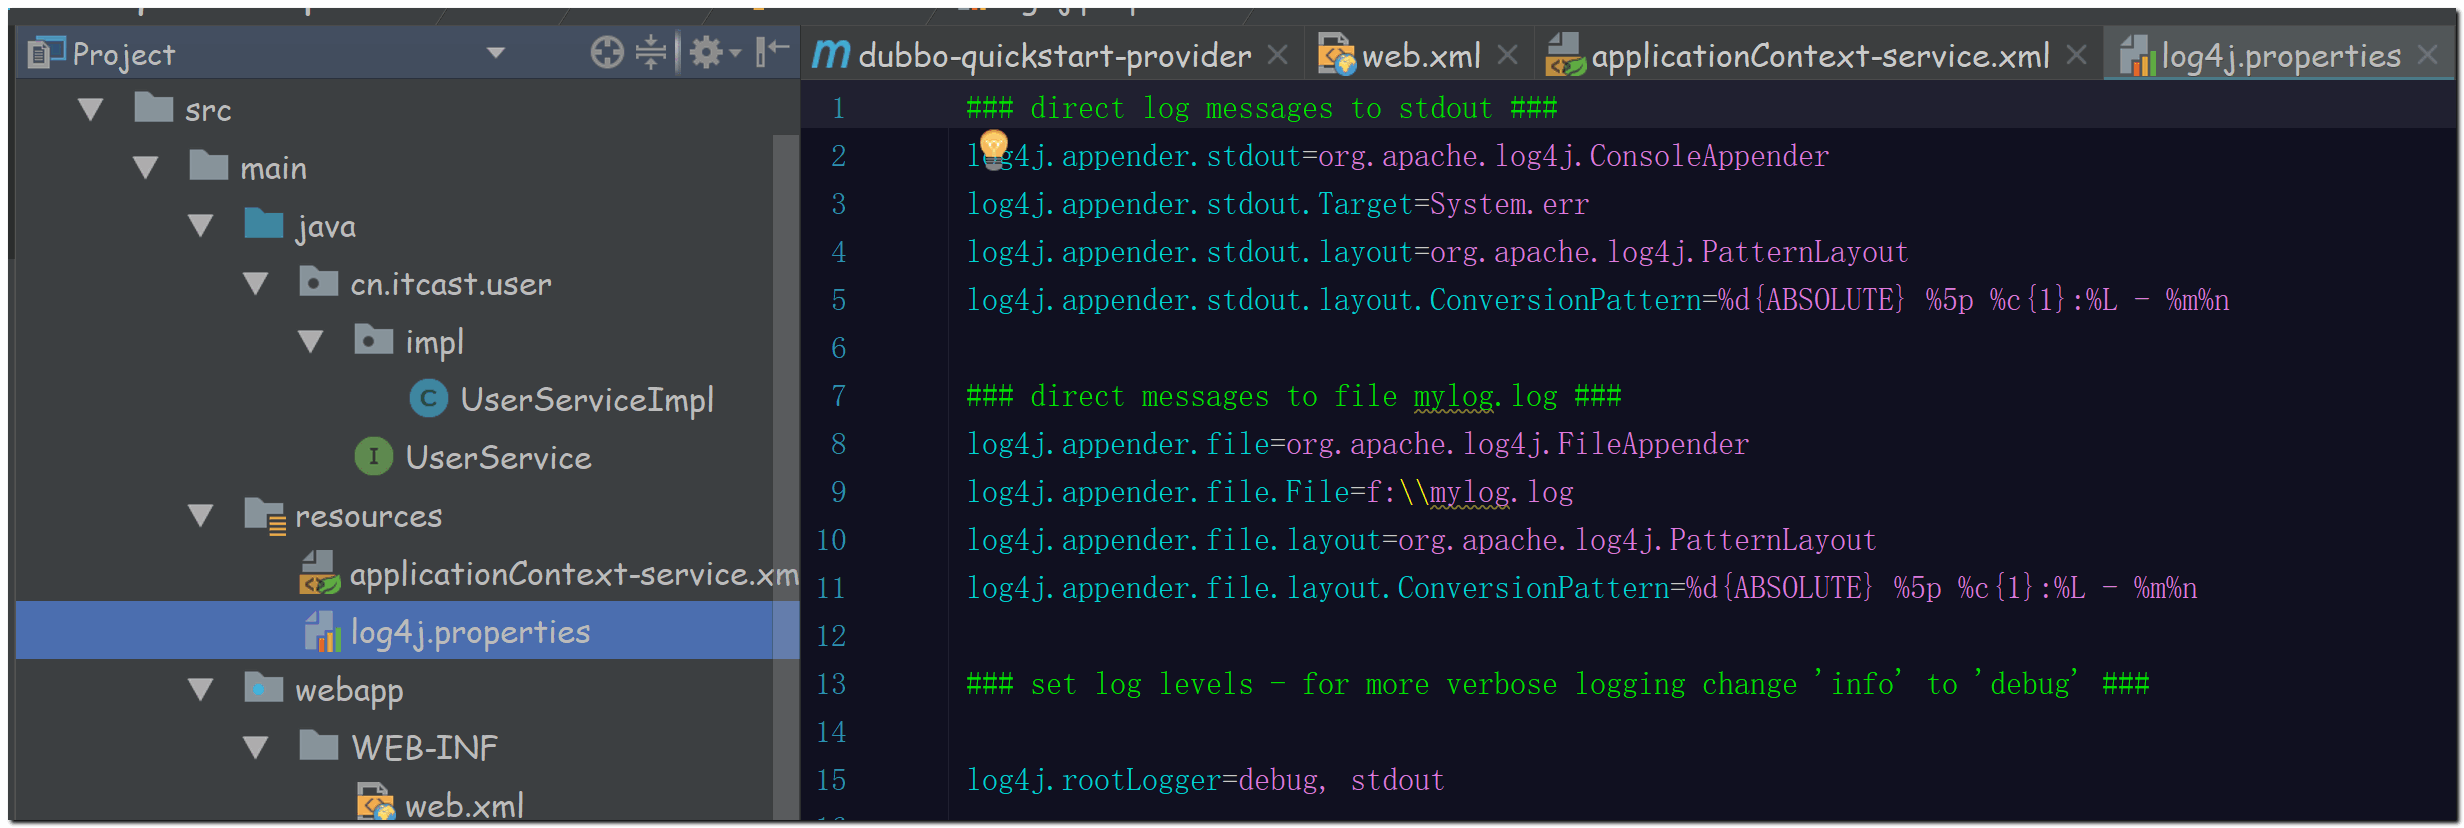 Project
src
main
java
cn.itcast.user
impl
UserServiceImpl
UserService
resources
applicationContext-service.xm
log4j.properties
webapp
WEB-INF
web.xml
dubbo-quickstart-provider web.xml applicationContext-service.xml log4j.properties
1 ### direct log messages to stdout ###
2 log4j.appender.stdout=org.apache.log4j.ConsoleAppender
3 log4j.appender.stdout.Target=System.err
4 log4j.appender.stdout.layout=org.apache.log4j.PatternLayout
5 log4j.appender.stdout.layout.ConversionPattern=%d{ABSOLUTE} %5p %c{1}:%L - %m%n
6
7 ### direct messages to file mylog.log ###
8 log4j.appender.file=org.apache.log4j.FileAppender
9 log4j.appender.file.File=f:\\mylog.log
10 log4j.appender.file.layout=org.apache.log4j.PatternLayout
11 log4j.appender.file.layout.ConversionPattern=%d{ABSOLUTE} %5p %c{1}:%L - %m%n
12
13 ### set log levels - for more verbose logging change 'info' to 'debug' ###
14
15 log4j.rootLogger=debug, stdout